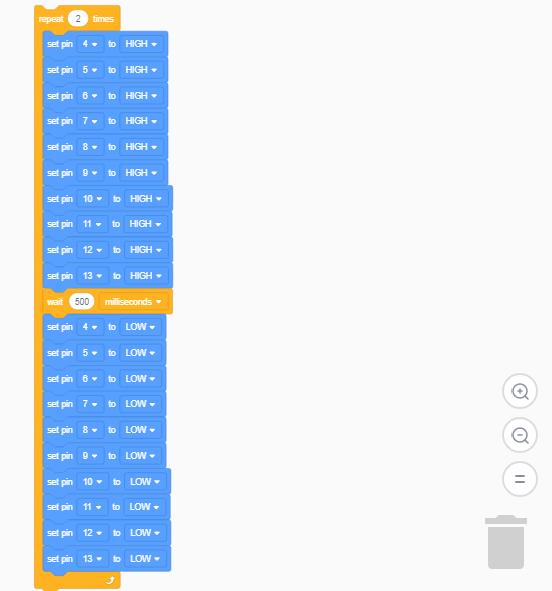 repeat 2 times
set pin 4 to HIGH
set pin 5 to HIGH
set pin 6 to HIGH
set pin 7 to HIGH
set pin 8 to HIGH
set pin 9 to HIGH
set pin 10 to HIGH
set pin 11 to HIGH
set pin 12 to HIGH
set pin 13 to HIGH
wait 500 milliseconds
set pin 4 to LOW
set pin 5 to LOW
set pin 6 to LOW
set pin 7 to LOW
set pin 8 to LOW
set pin 9 to LOW
set pin 10 to LOW
set pin 11 to LOW
set pin 12 to LOW
set pin 13 to LOW